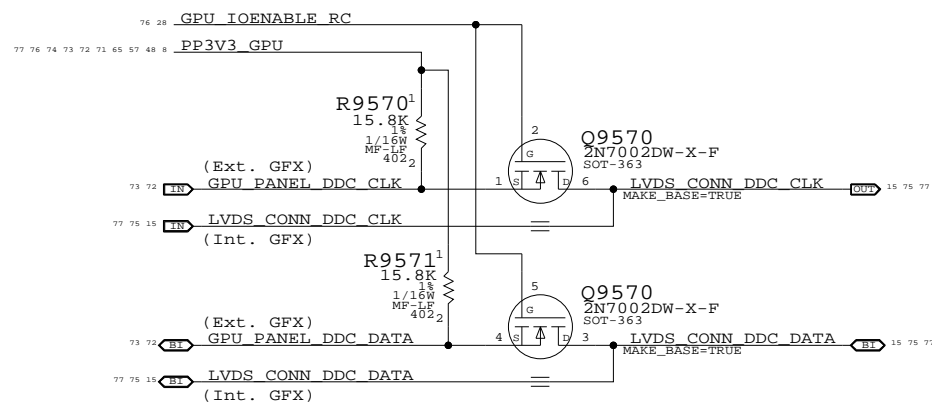 76 28 GPU_IOENABLE_RC
77 76 74 73 72 71 65 57 48 8 PP3V3_GPU
R9570 1
15.8K
1%
1/16W
MF-LF
402 2
2
Q9570
2N7002DW-X-F
SOT-363
G
S D
(Ext. GFX)
73 72 IN GPU_PANEL_DDC_CLK 1 6 LVDS_CONN_DDC_CLK OUT 15 75 77
MAKE_BASE=TRUE
77 75 15 IN LVDS_CONN_DDC_CLK
(Int. GFX)
R9571 1
15.8K
1%
1/16W
MF-LF
402 2
5
Q9570
2N7002DW-X-F
SOT-363
G
S D
(Ext. GFX)
73 72 BI GPU_PANEL_DDC_DATA 4 3 LVDS_CONN_DDC_DATA BI 15 75 77
MAKE_BASE=TRUE
77 75 15 BI LVDS_CONN_DDC_DATA
(Int. GFX)